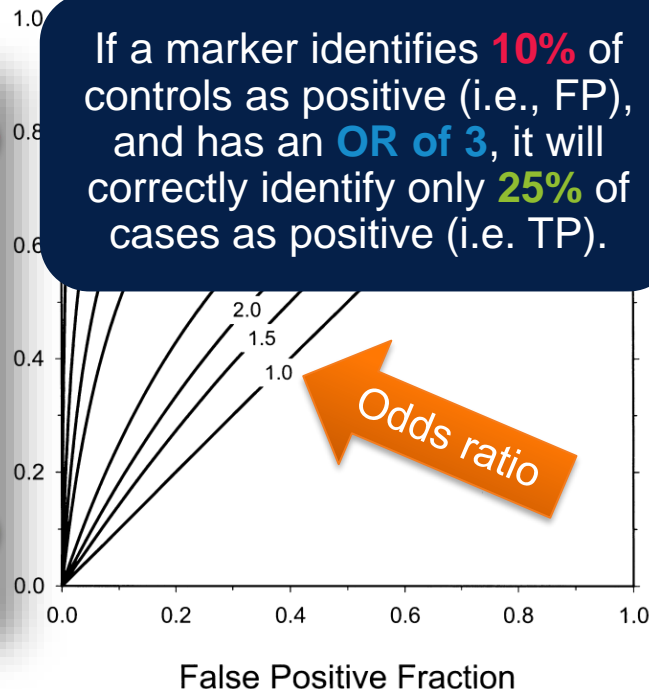 1.0
If a marker identifies 10% of
controls as positive (i.e., FP),
0.8
and has an OR of 3, it will
correctly identify only 25% of
0.6
cases as positive (i.e. TP).
2.0
1.5
0.4
1.0
Odds ratio
0.2
0.0
0.0 0.2 0.4 0.6 0.8 1.0
False Positive Fraction